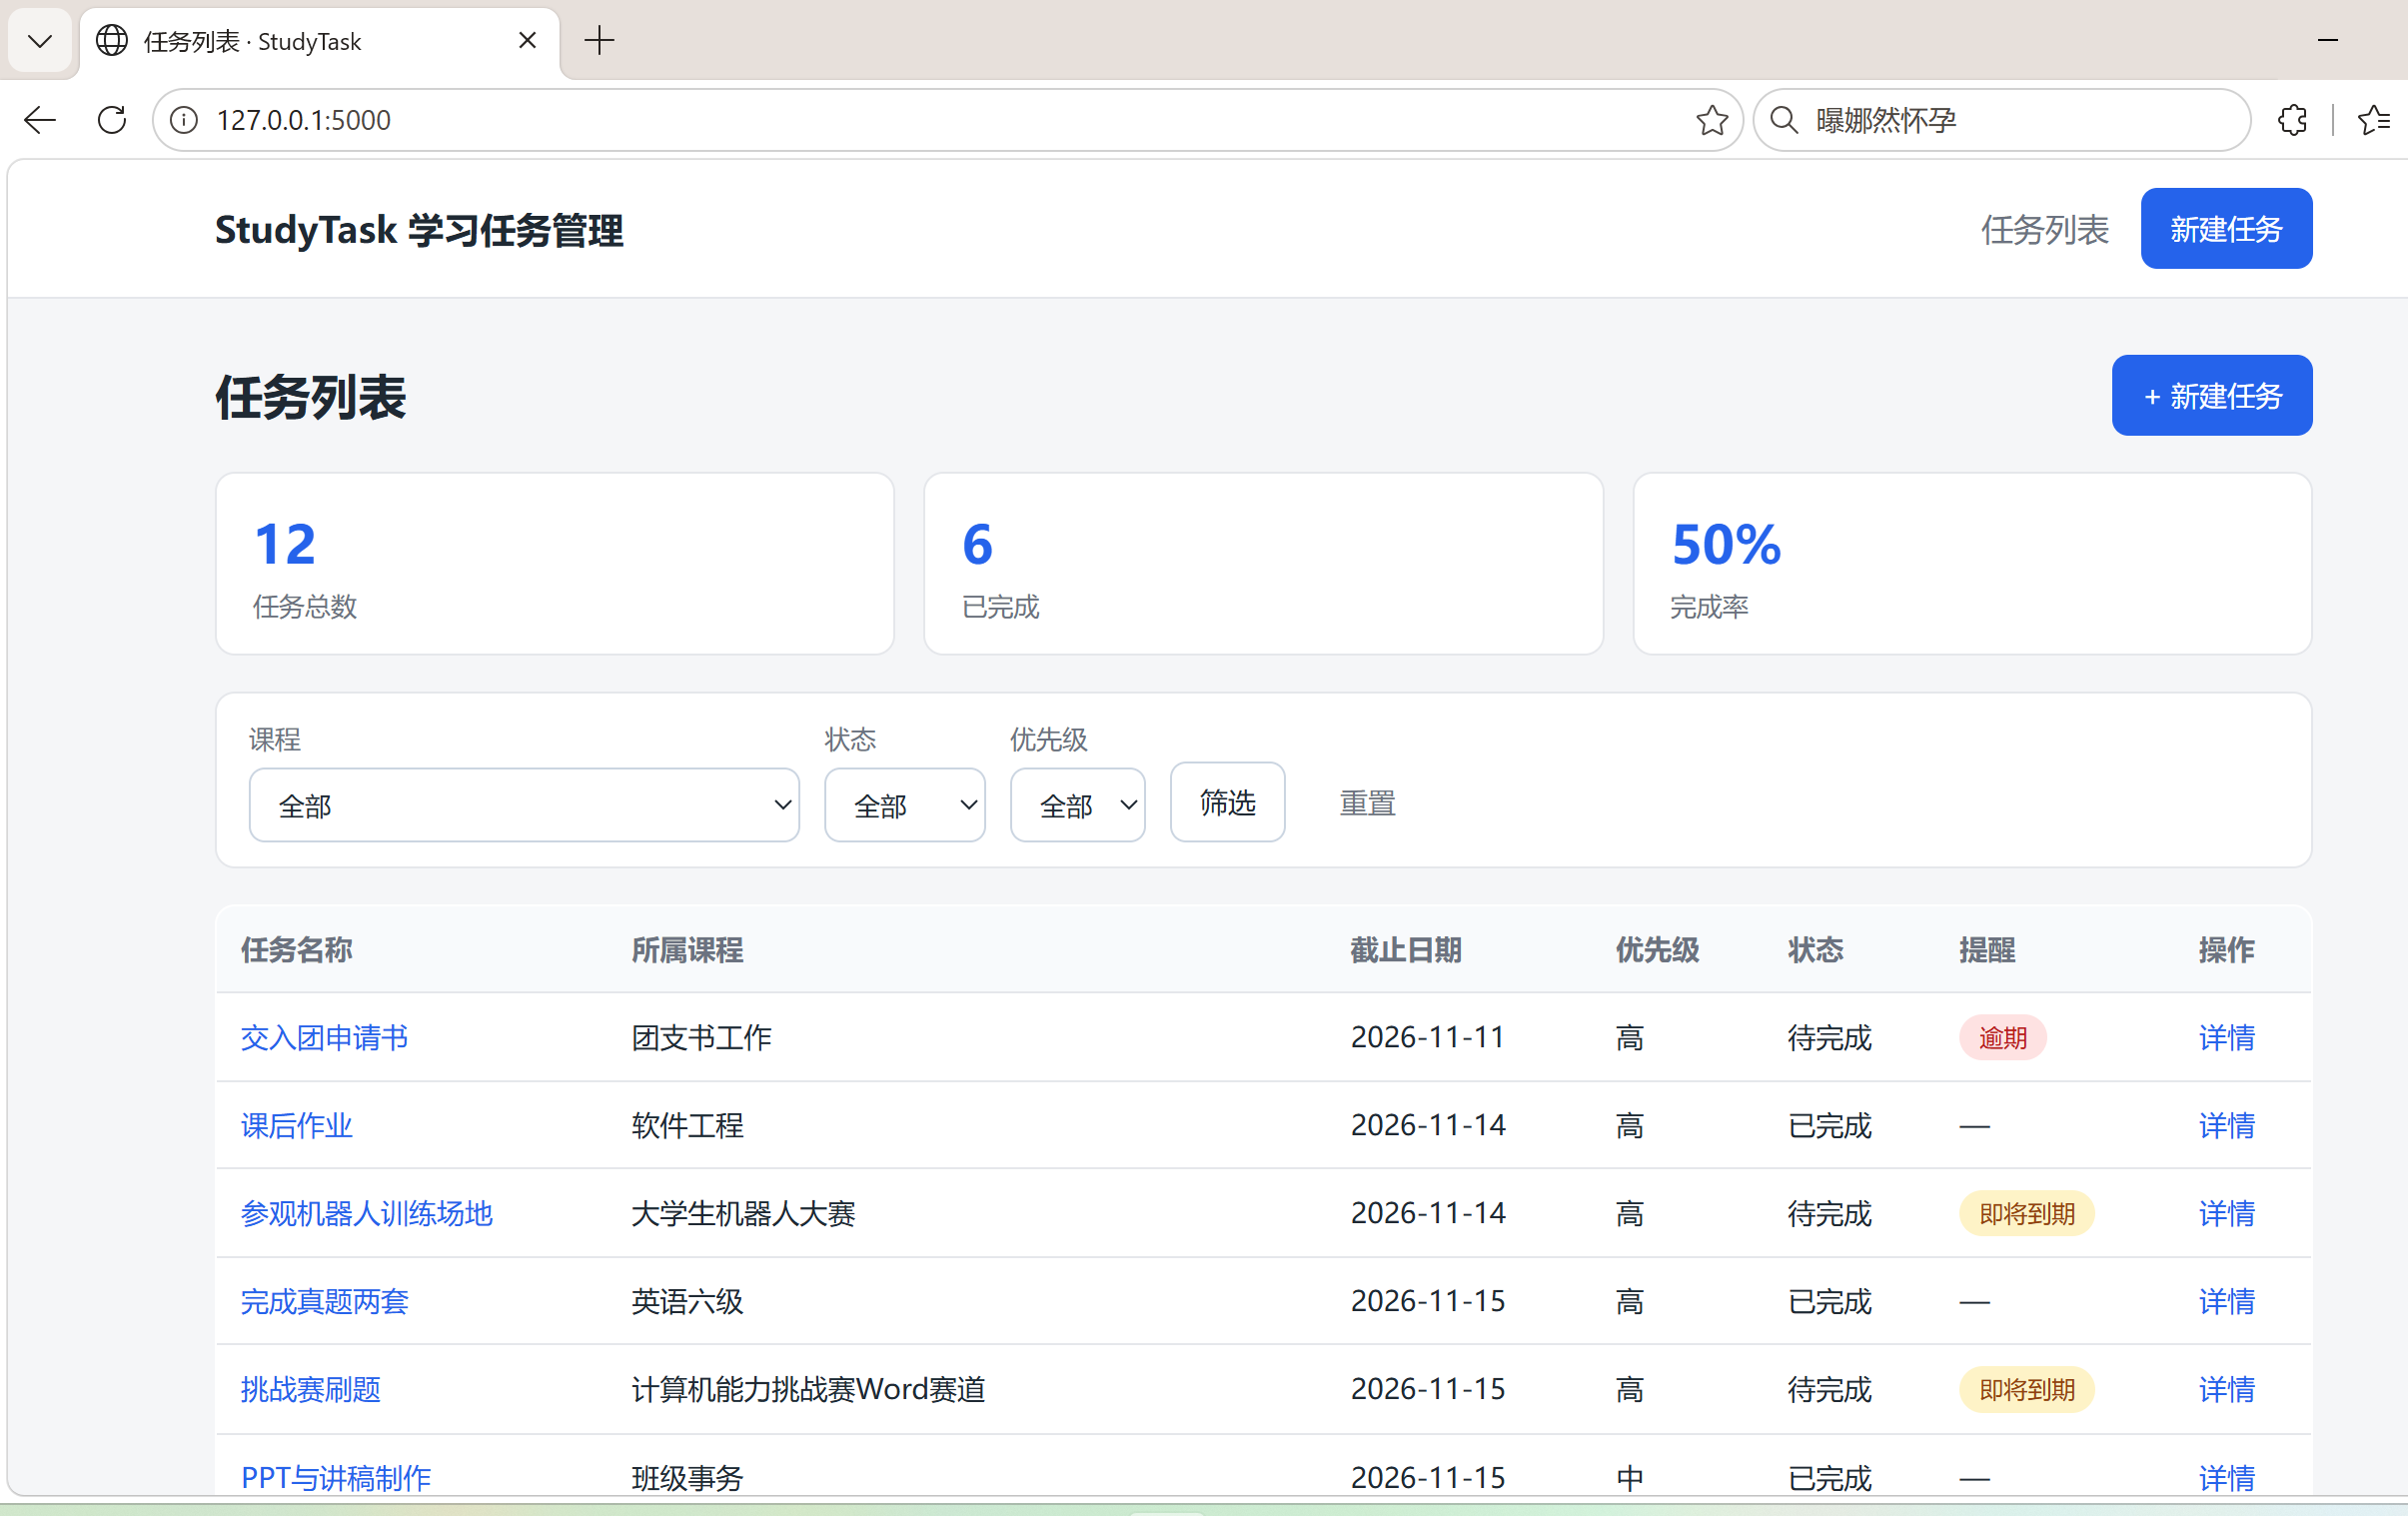 任务列表 · StudyTask
127.0.0.1:5000
曝娜然怀孕
StudyTask 学习任务管理
任务列表
新建任务
任务列表
+ 新建任务
12
任务总数
6
已完成
50%
完成率
课程
状态
优先级
全部
全部
全部
筛选
重置
任务名称 所属课程 截止日期 优先级 状态 提醒 操作
交入团申请书 团支书工作 2026-11-11 高 待完成 逾期 详情
课后作业 软件工程 2026-11-14 高 已完成 — 详情
参观机器人训练场地 大学生机器人大赛 2026-11-14 高 待完成 即将到期 详情
完成真题两套 英语六级 2026-11-15 高 已完成 — 详情
挑战赛刷题 计算机能力挑战赛Word赛道 2026-11-15 高 待完成 即将到期 详情
PPT与讲稿制作 班级事务 2026-11-15 中 已完成 — 详情